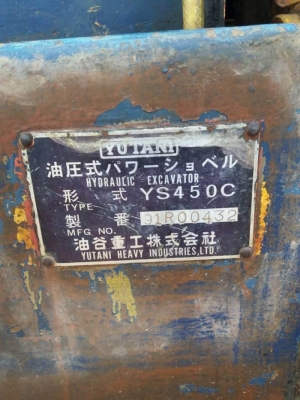 YUTANI
油圧式パワーショベル
HYDRAULIC EXCAVATOR
形式 YS450C
TYPE
製番 91R00432
MFG NO.
油谷重工株式会社
YUTANI HEAVY INDUSTRIES,LTD.